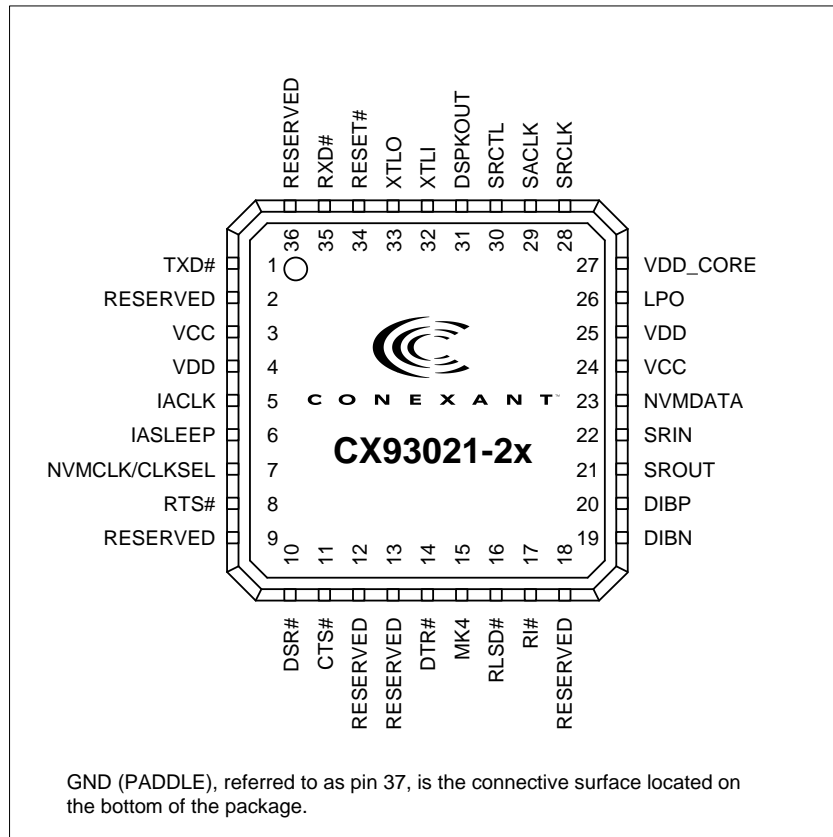 RESERVED
RXD#
RESET#
XTLO
XTLI
DSPKOUT
SRCTL
SACLK
SRCLK
36
35
34
33
32
31
30
29
28
TXD# 1
RESERVED 2
VCC 3
VDD 4
IACLK 5
IASLEEP 6
NVMCLK/CLKSEL 7
RTS# 8
RESERVED 9
CONEXANT™
CX93021-2x
27 VDD_CORE
26 LPO
25 VDD
24 VCC
23 NVMDATA
22 SRIN
21 SROUT
20 DIBP
19 DIBN
10
11
12
13
14
15
16
17
18
DSR#
CTS#
RESERVED
RESERVED
DTR#
MK4
RLSD#
RI#
RESERVED
GND (PADDLE), referred to as pin 37, is the connective surface located on
the bottom of the package.